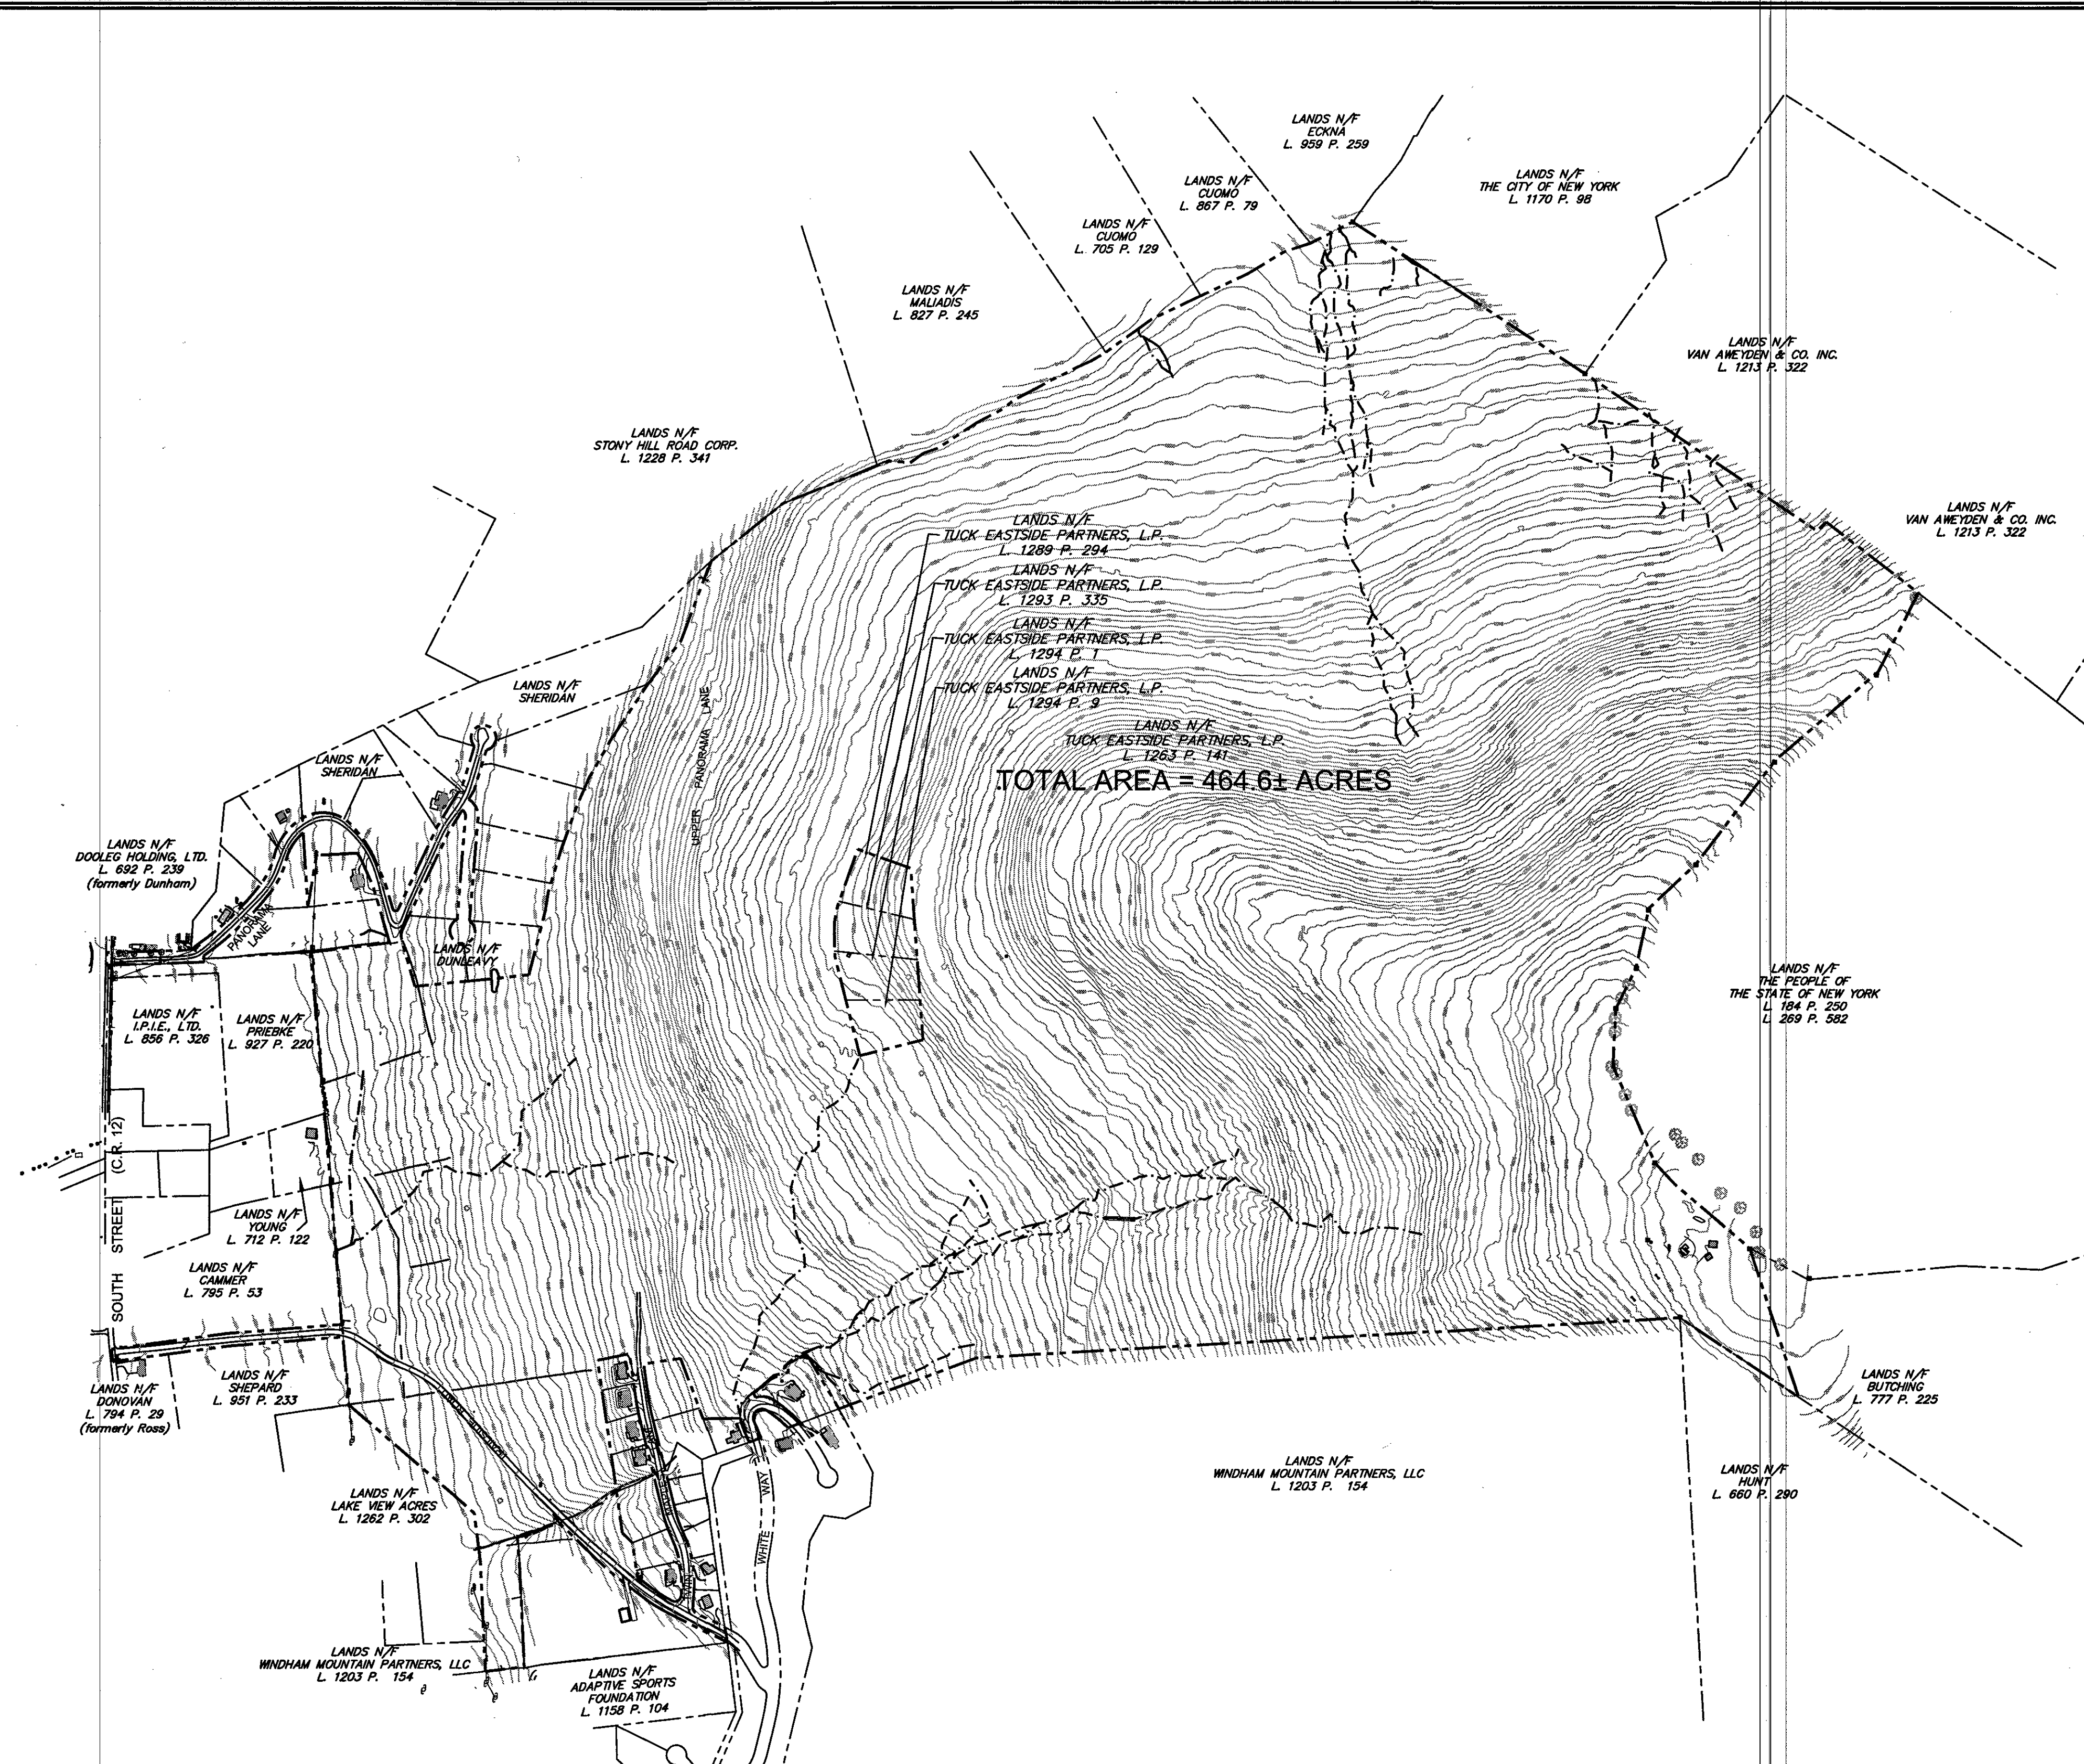 LANDS N/F
ECKNA
L. 959 P. 259
LANDS N/F
THE CITY OF NEW YORK
L. 1170 P. 98
LANDS N/F
CUOMO
L. 867 P. 79
LANDS N/F
CUOMO
L. 705 P. 129
LANDS N/F
MALIADIS
L. 827 P. 245
LANDS N/F
VAN AWEYDEN & CO. INC.
L. 1213 P. 322
LANDS N/F
STONY HILL ROAD CORP.
L. 1228 P. 341
LANDS N/F
VAN AWEYDEN & CO. INC.
L. 1213 P. 322
LANDS N/F
TUCK EASTSIDE PARTNERS, L.P.
L. 1289 P. 294
LANDS N/F
TUCK EASTSIDE PARTNERS, L.P.
L. 1293 P. 335
LANDS N/F
TUCK EASTSIDE PARTNERS, L.P.
L. 1294 P. 1
LANDS N/F
TUCK EASTSIDE PARTNERS, L.P.
L. 1294 P. 9
LANDS N/F
TUCK EASTSIDE PARTNERS, L.P.
L. 1263 P. 141
TOTAL AREA = 464.6± ACRES
UPPER PANORAMA LANE
LANDS N/F
SHERIDAN
LANDS N/F
SHERIDAN
LANDS N/F
DOOLEG HOLDING, LTD.
L. 692 P. 239
(formerly Dunham)
PANORAMA
LANE
LANDS N/F
DUNLEAVY
LANDS N/F
I.P.I.E., LTD.
L. 856 P. 326
LANDS N/F
PRIEBKE
L. 927 P. 220
LANDS N/F
THE PEOPLE OF
THE STATE OF NEW YORK
L. 184 P. 250
L. 269 P. 582
SOUTH STREET (C.R. 12)
LANDS N/F
YOUNG
L. 712 P. 122
LANDS N/F
CAMMER
L. 795 P. 53
LANDS N/F
DONOVAN
L. 794 P. 29
(formerly Ross)
LANDS N/F
SHEPARD
L. 951 P. 233
LANDS N/F
BUTCHING
L. 777 P. 225
LANDS N/F
WINDHAM MOUNTAIN PARTNERS, LLC
L. 1203 P. 154
LANDS N/F
HUNT
L. 660 P. 290
LANDS N/F
LAKE VIEW ACRES
L. 1262 P. 302
WHITE WAY
LANDS N/F
WINDHAM MOUNTAIN PARTNERS, LLC
L. 1203 P. 154
LANDS N/F
ADAPTIVE SPORTS
FOUNDATION
L. 1158 P. 104